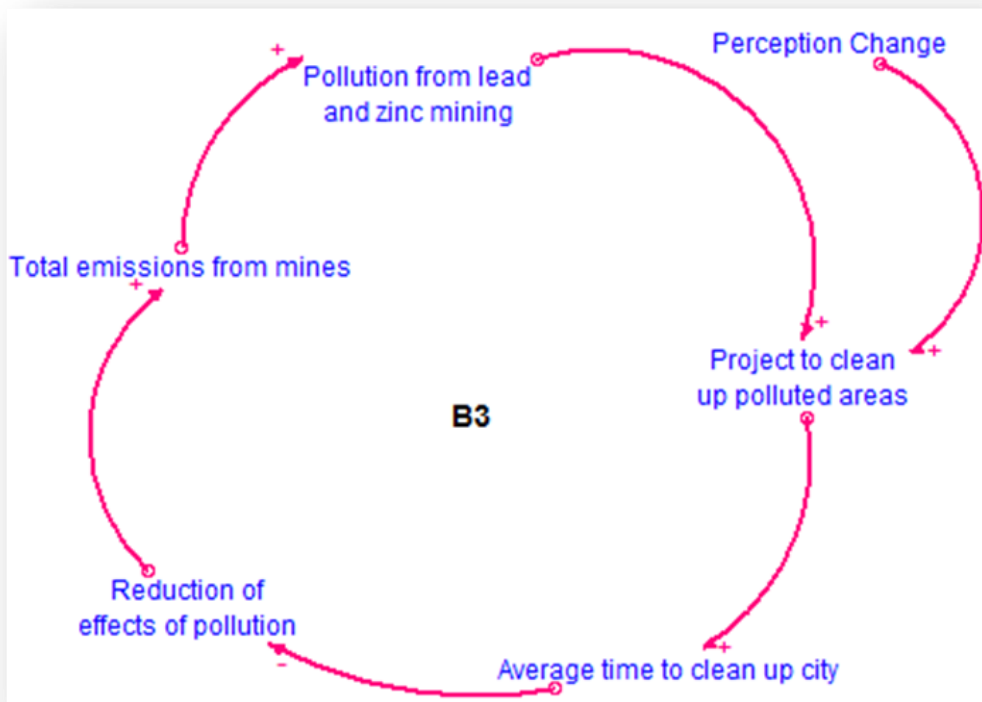 +
Perception Change
Pollution from lead
and zinc mining
Total emissions from mines
+
+
Project to clean
up polluted areas
+
B3
Reduction of
effects of pollution
-
+
Average time to clean up city